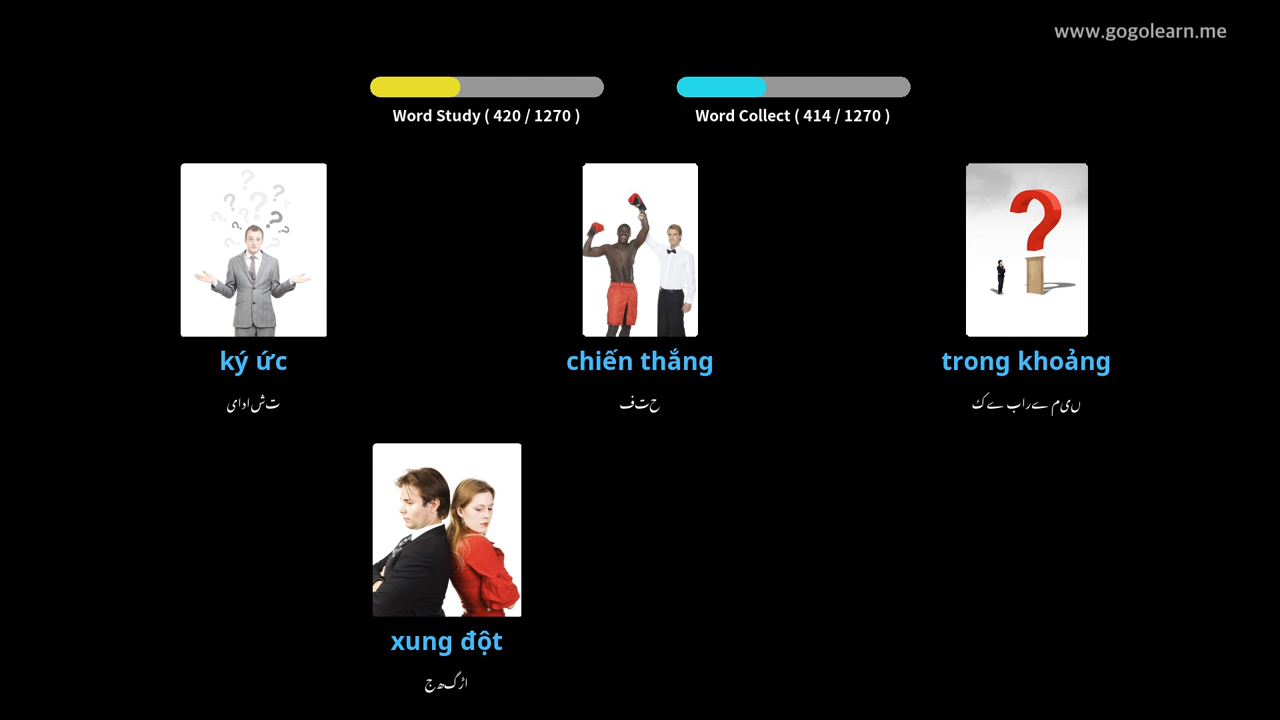 www.gogolearn.me
Word Study ( 420 / 1270 )
Word Collect ( 414 / 1270 )
ký ức
یاداشت
chiến thắng
فتح
trong khoảng
کے بارے میں
xung đột
جھگڑا